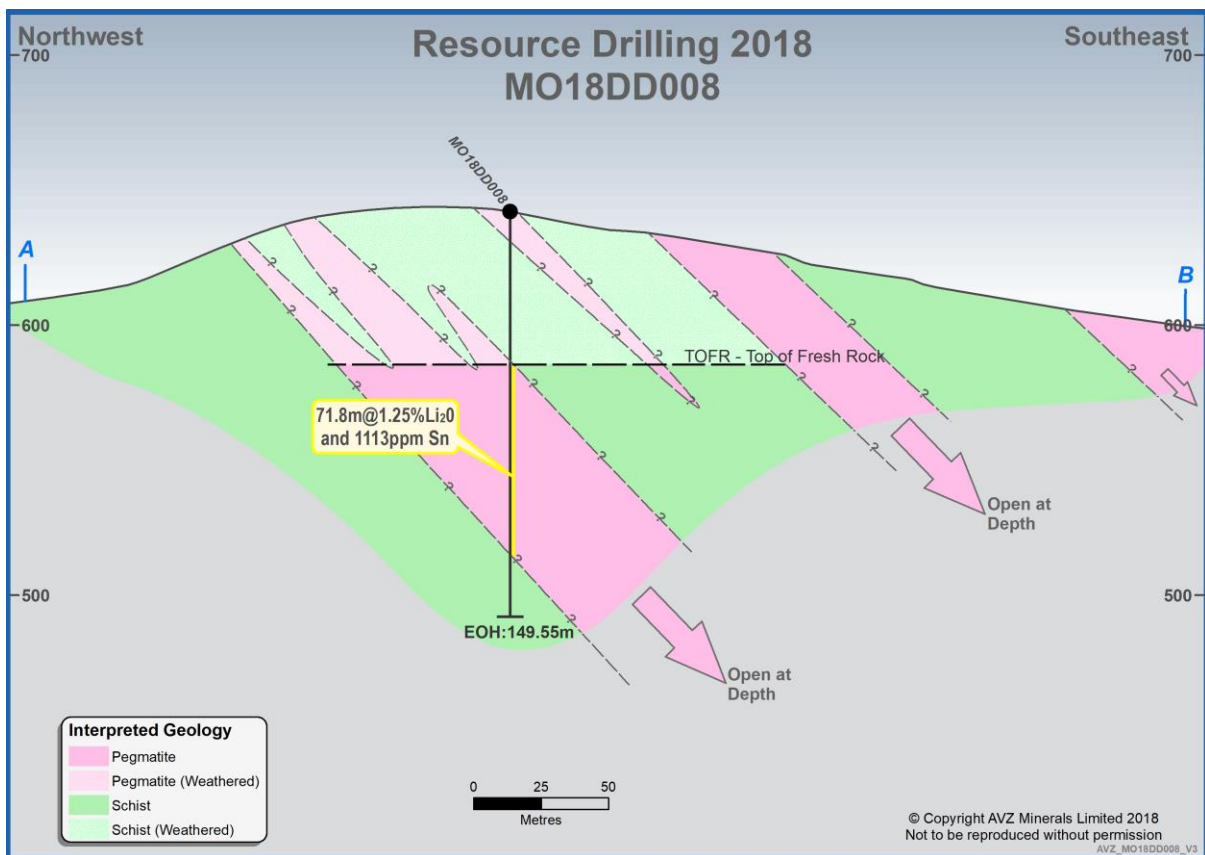 Northwest
Resource Drilling 2018
Southeast
MO18DD008
700
700
MO18DD008
A
B
600
600
TOFR - Top of Fresh Rock
71.8m@1.25%Li₂0
and 1113ppm Sn
Open at
Depth
500
500
EOH:149.55m
Open at
Depth
Interpreted Geology
Pegmatite
Pegmatite (Weathered)
Schist
Schist (Weathered)
0 25 50
Metres
© Copyright AVZ Minerals Limited 2018
Not to be reproduced without permission
AVZ_MO18DD008_V3
? ? ? ? ? ? ? ? ? ? ? ? ? ? ? ? ? ? ? ? ?